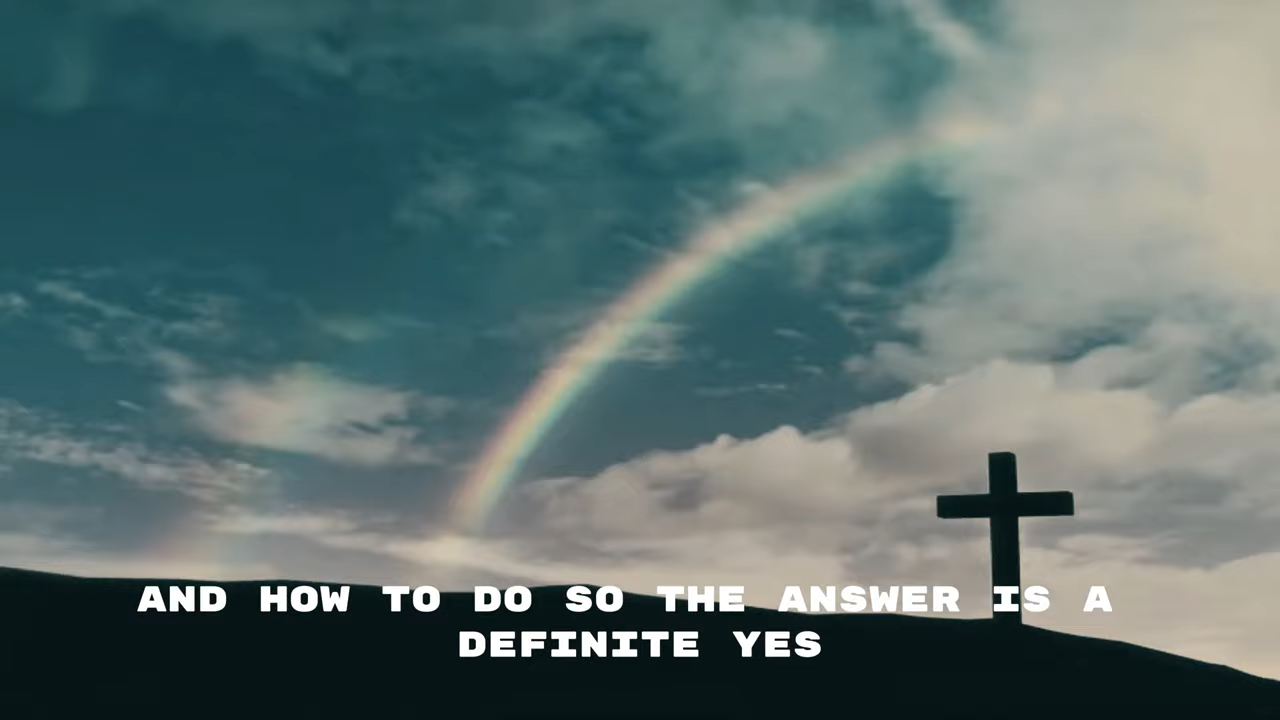 AND HOW TO DO SO THE ANSWER IS A
DEFINITE YES